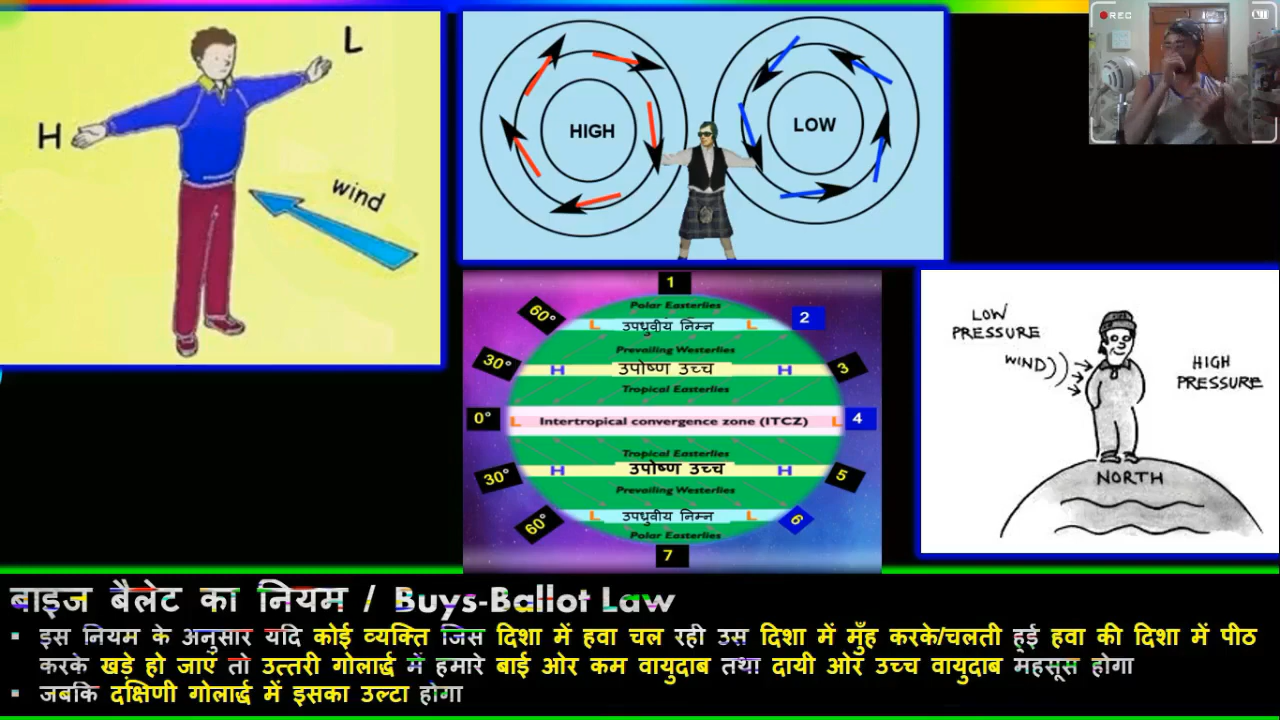 L
H
wind
HIGH
LOW
REC
1
Polar Easterlies
60°
L उपध्रुवीय निम्न L
2
Prevailing Westerlies
30°
H उपोष्ण उच्च H
3
Tropical Easterlies
0°
L Intertropical convergence zone (ITCZ) L
4
Tropical Easterlies
30°
H उपोष्ण उच्च H
5
Prevailing Westerlies
60°
L उपध्रुवीय निम्न L
6
Polar Easterlies
7
LOW
PRESSURE
WIND
HIGH
PRESSURE
NORTH
बाइज बैलेट का नियम / Buys-Ballot Law
▪ इस नियम के अनुसार यदि कोई व्यक्ति जिस दिशा में हवा चल रही उस दिशा में मुँह करके/चलती हूई हवा की दिशा में पीठ
करके खड़े हो जाएं तो उत्तरी गोलार्द्ध में हमारे बाई ओर कम वायुदाब तथा दायी ओर उच्च वायुदाब महसूस होगा
▪ जबकि दक्षिणी गोलार्द्ध में इसका उल्टा होगा